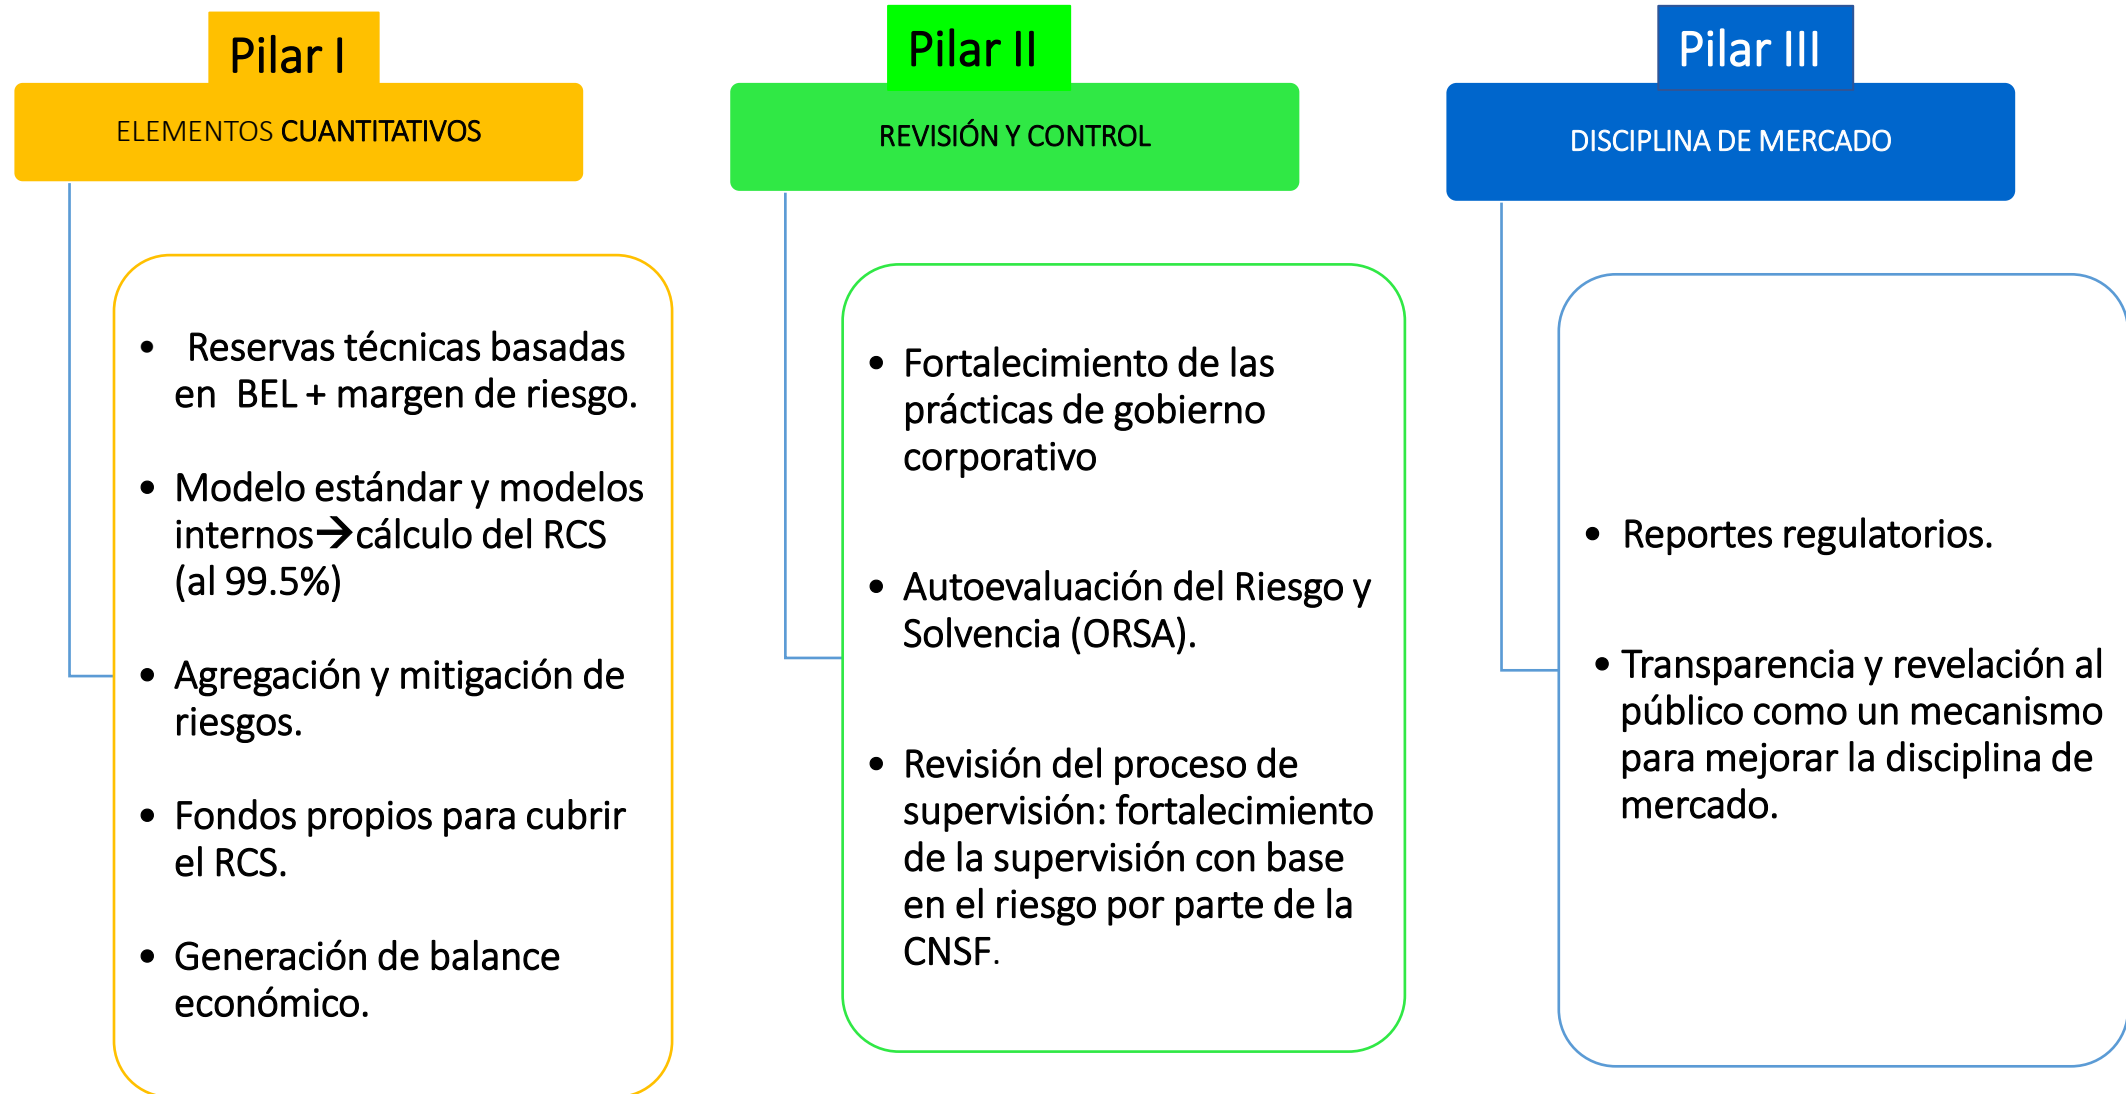 Pilar I
ELEMENTOS CUANTITATIVOS
• Reservas técnicas basadas
en BEL + margen de riesgo.
• Modelo estándar y modelos
internos→cálculo del RCS
(al 99.5%)
• Agregación y mitigación de
riesgos.
• Fondos propios para cubrir
el RCS.
• Generación de balance
económico.
Pilar II
REVISIÓN Y CONTROL
• Fortalecimiento de las
prácticas de gobierno
corporativo
• Autoevaluación del Riesgo y
Solvencia (ORSA).
• Revisión del proceso de
supervisión: fortalecimiento
de la supervisión con base
en el riesgo por parte de la
CNSF.
Pilar III
DISCIPLINA DE MERCADO
• Reportes regulatorios.
• Transparencia y revelación al
público como un mecanismo
para mejorar la disciplina de
mercado.